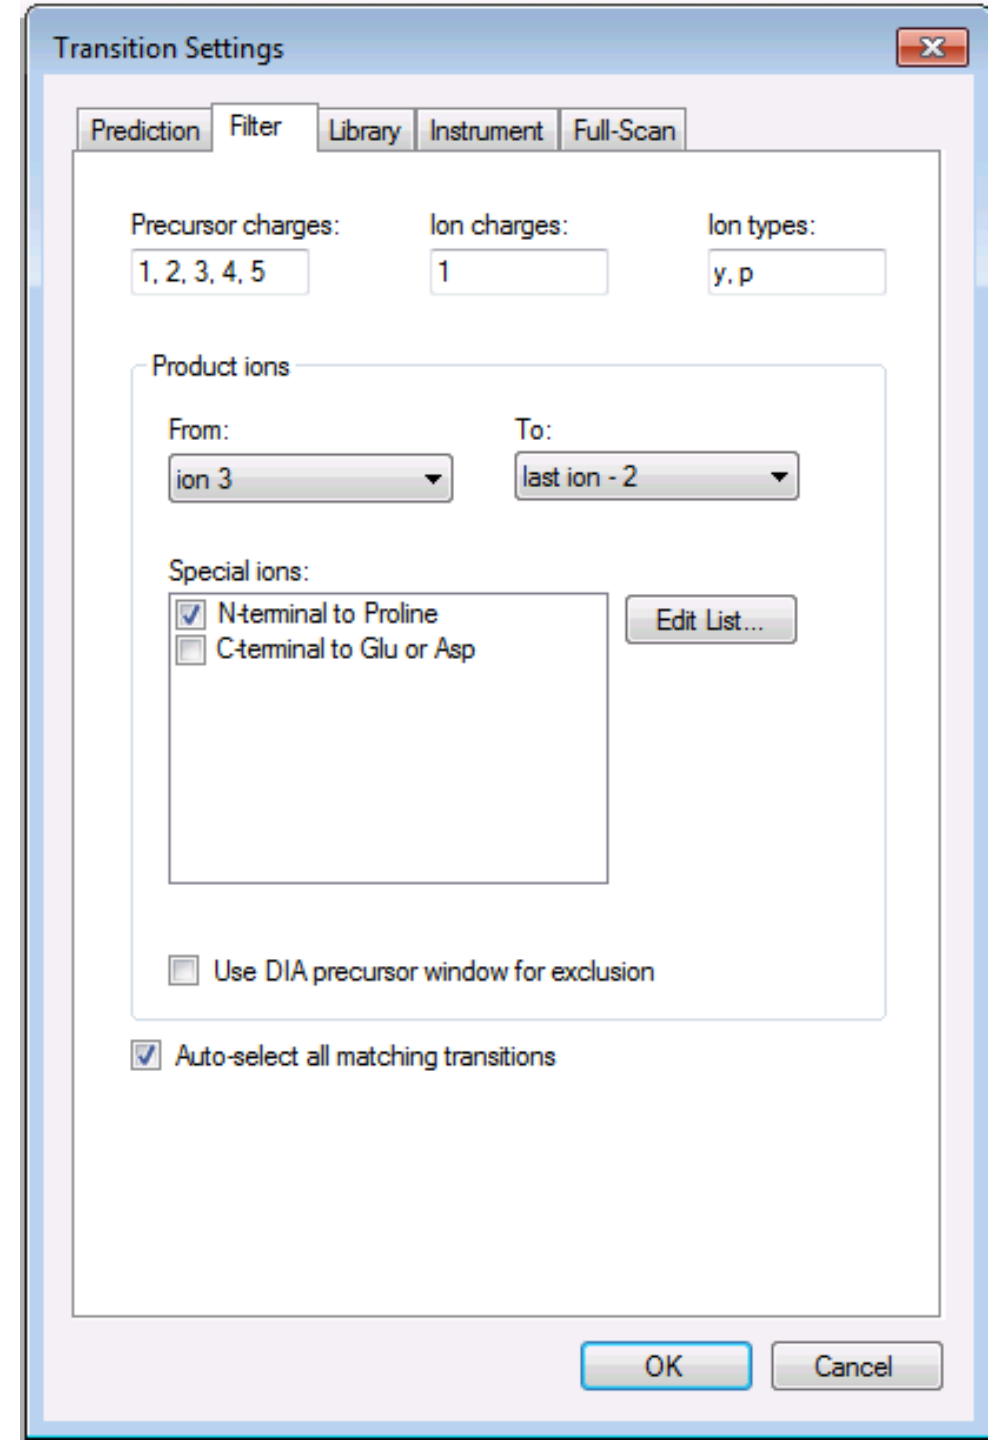 Transition Settings
Prediction Filter Library Instrument Full-Scan
Precursor charges: Ion charges: Ion types:
1, 2, 3, 4, 5 1 y, p
Product ions
From: To:
ion 3 last ion - 2
Special ions:
N-terminal to Proline Edit List...
C-terminal to Glu or Asp
Use DIA precursor window for exclusion
Auto-select all matching transitions
OK Cancel